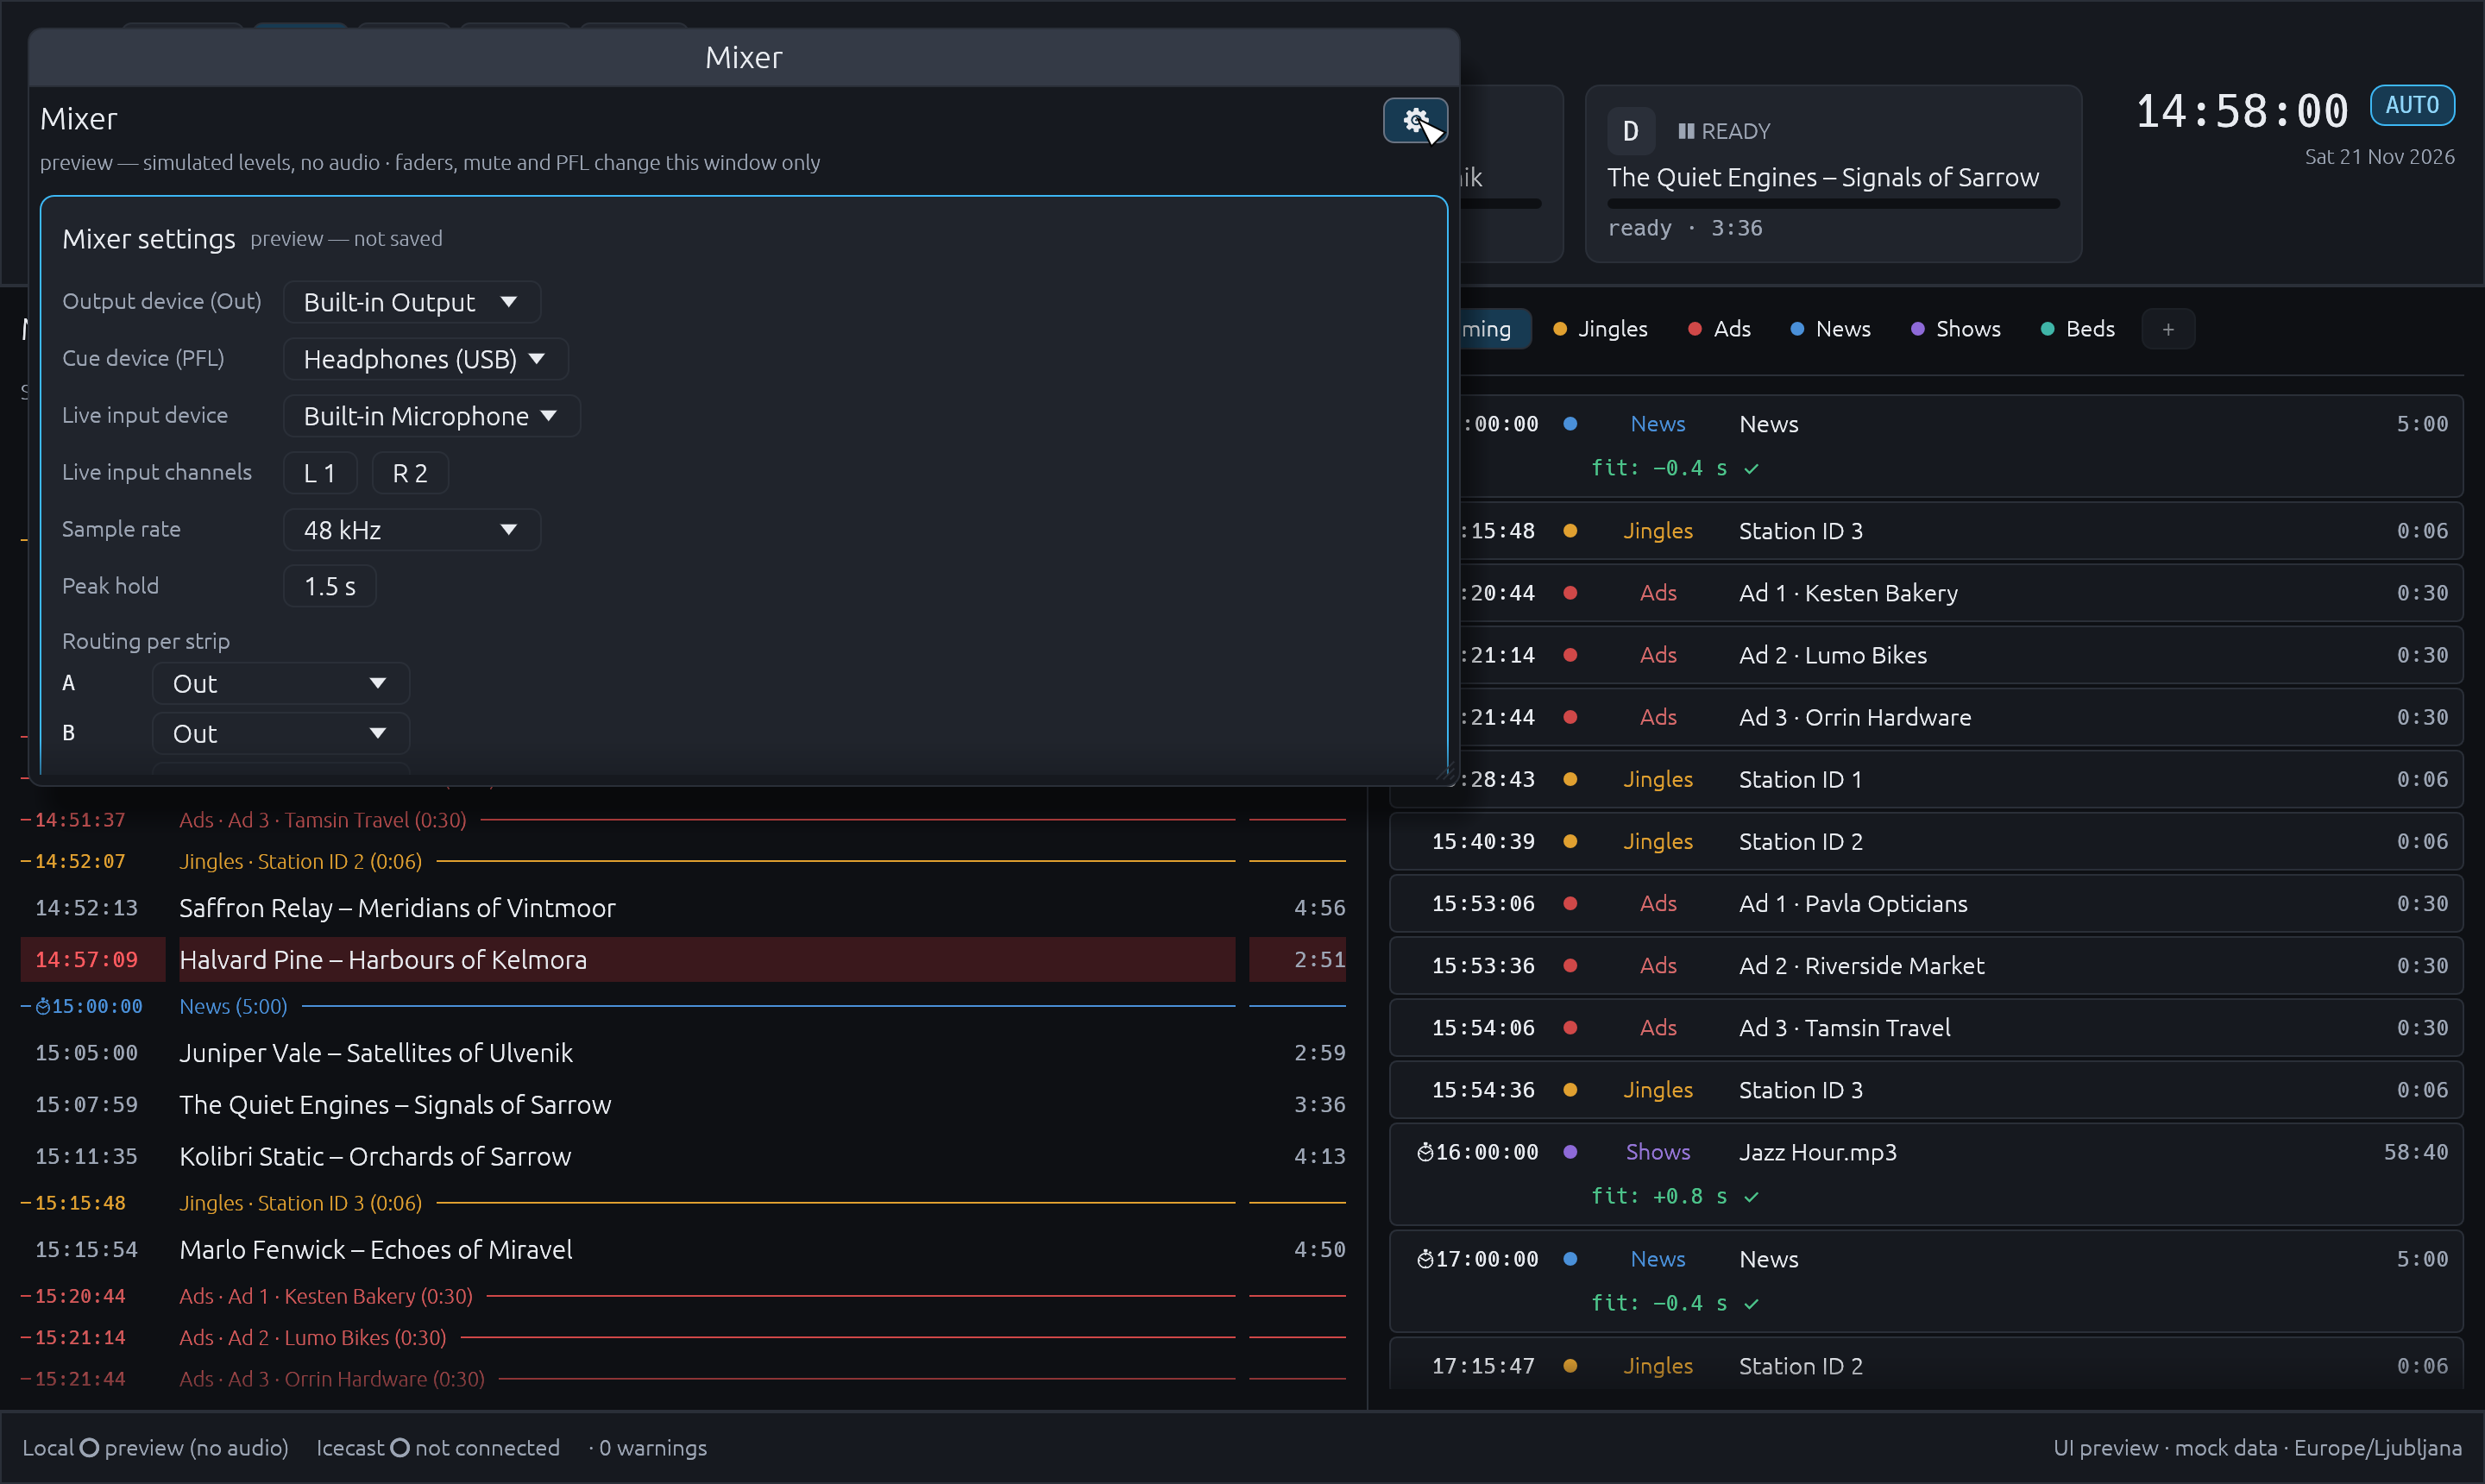 Mixer
Mixer
preview — simulated levels, no audio · faders, mute and PFL change this window only
Mixer settings preview — not saved
Output device (Out) Built-in Output
Cue device (PFL) Headphones (USB)
Live input device Built-in Microphone
Live input channels L 1 R 2
Sample rate 48 kHz
Peak hold 1.5 s
Routing per strip
A Out
B Out
D READY
The Quiet Engines – Signals of Sarrow
ready · 3:36
14:58:00 AUTO
Sat 21 Nov 2026
Jingles Ads News Shows Beds +
:00:00 News News 5:00
fit: −0.4 s ✓
:15:48 Jingles Station ID 3 0:06
:20:44 Ads Ad 1 · Kesten Bakery 0:30
:21:14 Ads Ad 2 · Lumo Bikes 0:30
:21:44 Ads Ad 3 · Orrin Hardware 0:30
:28:43 Jingles Station ID 1 0:06
15:40:39 Jingles Station ID 2 0:06
15:53:06 Ads Ad 1 · Pavla Opticians 0:30
15:53:36 Ads Ad 2 · Riverside Market 0:30
15:54:06 Ads Ad 3 · Tamsin Travel 0:30
15:54:36 Jingles Station ID 3 0:06
16:00:00 Shows Jazz Hour.mp3 58:40
fit: +0.8 s ✓
17:00:00 News News 5:00
fit: −0.4 s ✓
17:15:47 Jingles Station ID 2 0:06
14:51:37 Ads · Ad 3 · Tamsin Travel (0:30)
14:52:07 Jingles · Station ID 2 (0:06)
14:52:13 Saffron Relay – Meridians of Vintmoor 4:56
14:57:09 Halvard Pine – Harbours of Kelmora 2:51
15:00:00 News (5:00)
15:05:00 Juniper Vale – Satellites of Ulvenik 2:59
15:07:59 The Quiet Engines – Signals of Sarrow 3:36
15:11:35 Kolibri Static – Orchards of Sarrow 4:13
15:15:48 Jingles · Station ID 3 (0:06)
15:15:54 Marlo Fenwick – Echoes of Miravel 4:50
15:20:44 Ads · Ad 1 · Kesten Bakery (0:30)
15:21:14 Ads · Ad 2 · Lumo Bikes (0:30)
15:21:44 Ads · Ad 3 · Orrin Hardware (0:30)
Local preview (no audio) Icecast not connected · 0 warnings
UI preview · mock data · Europe/Ljubljana